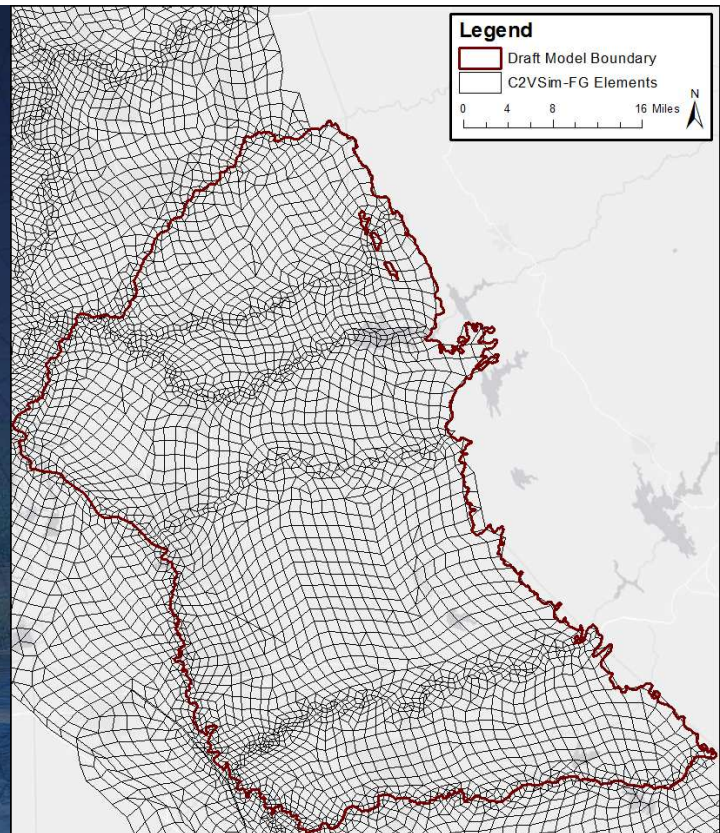 Legend
Draft Model Boundary
C2VSim-FG Elements
0 4 8 16 Miles
N